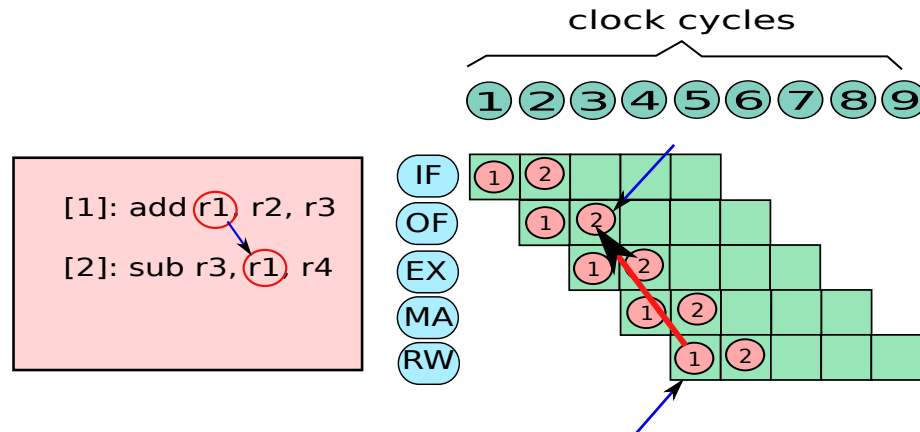 clock cycles
1 2 3 4 5 6 7 8 9
IF 1 2
[1]: add r1, r2, r3
OF 1 2
[2]: sub r3, r1, r4
EX 1 2
MA 1 2
RW 1 2